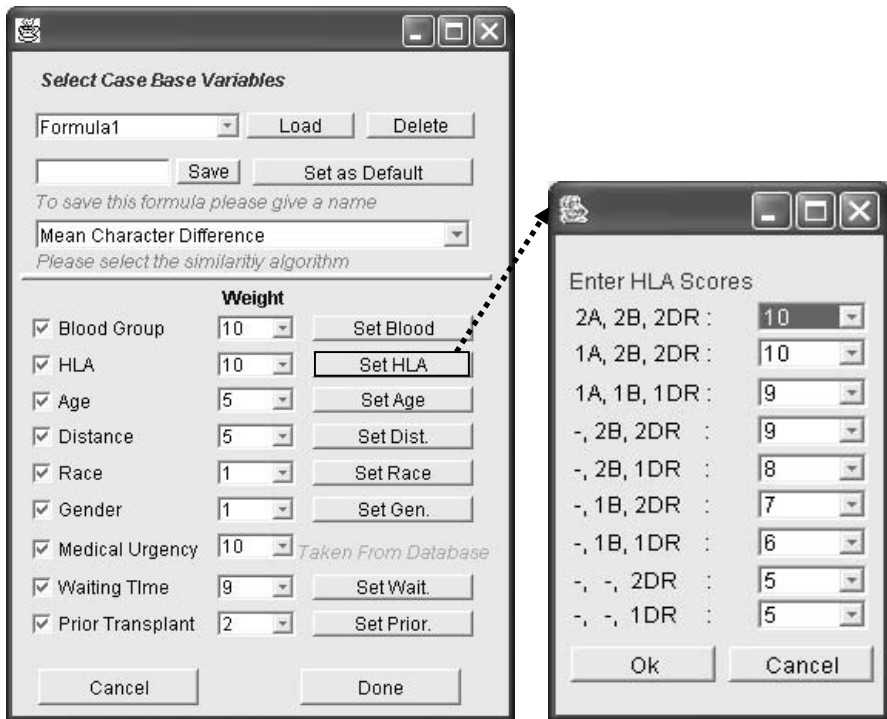 Select Case Base Variables
Formula1 Load Delete
Save Set as Default
To save this formula please give a name
Mean Character Difference
Please select the similaritiy algorithm
Weight
Blood Group 10 Set Blood
HLA 10 Set HLA
Age 5 Set Age
Distance 5 Set Dist.
Race 1 Set Race
Gender 1 Set Gen.
Medical Urgency 10 Taken From Database
Waiting TIme 9 Set Wait.
Prior Transplant 2 Set Prior.
Cancel Done
Enter HLA Scores
2A, 2B, 2DR : 10
1A, 2B, 2DR : 10
1A, 1B, 1DR : 9
-, 2B, 2DR : 9
-, 2B, 1DR : 8
-, 1B, 2DR : 7
-, 1B, 1DR : 6
-, -, 2DR : 5
-, -, 1DR : 5
Ok Cancel